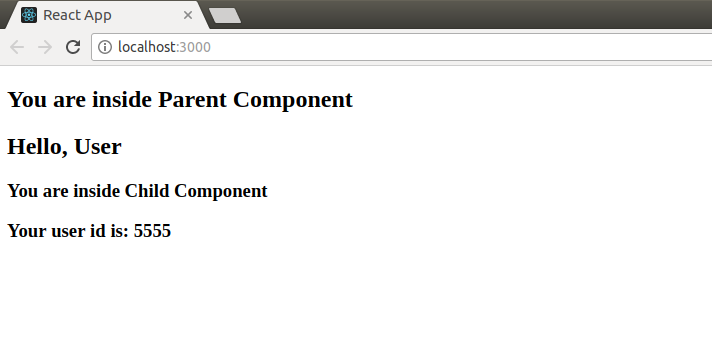 React App
localhost:3000
You are inside Parent Component
Hello, User
You are inside Child Component
Your user id is: 5555